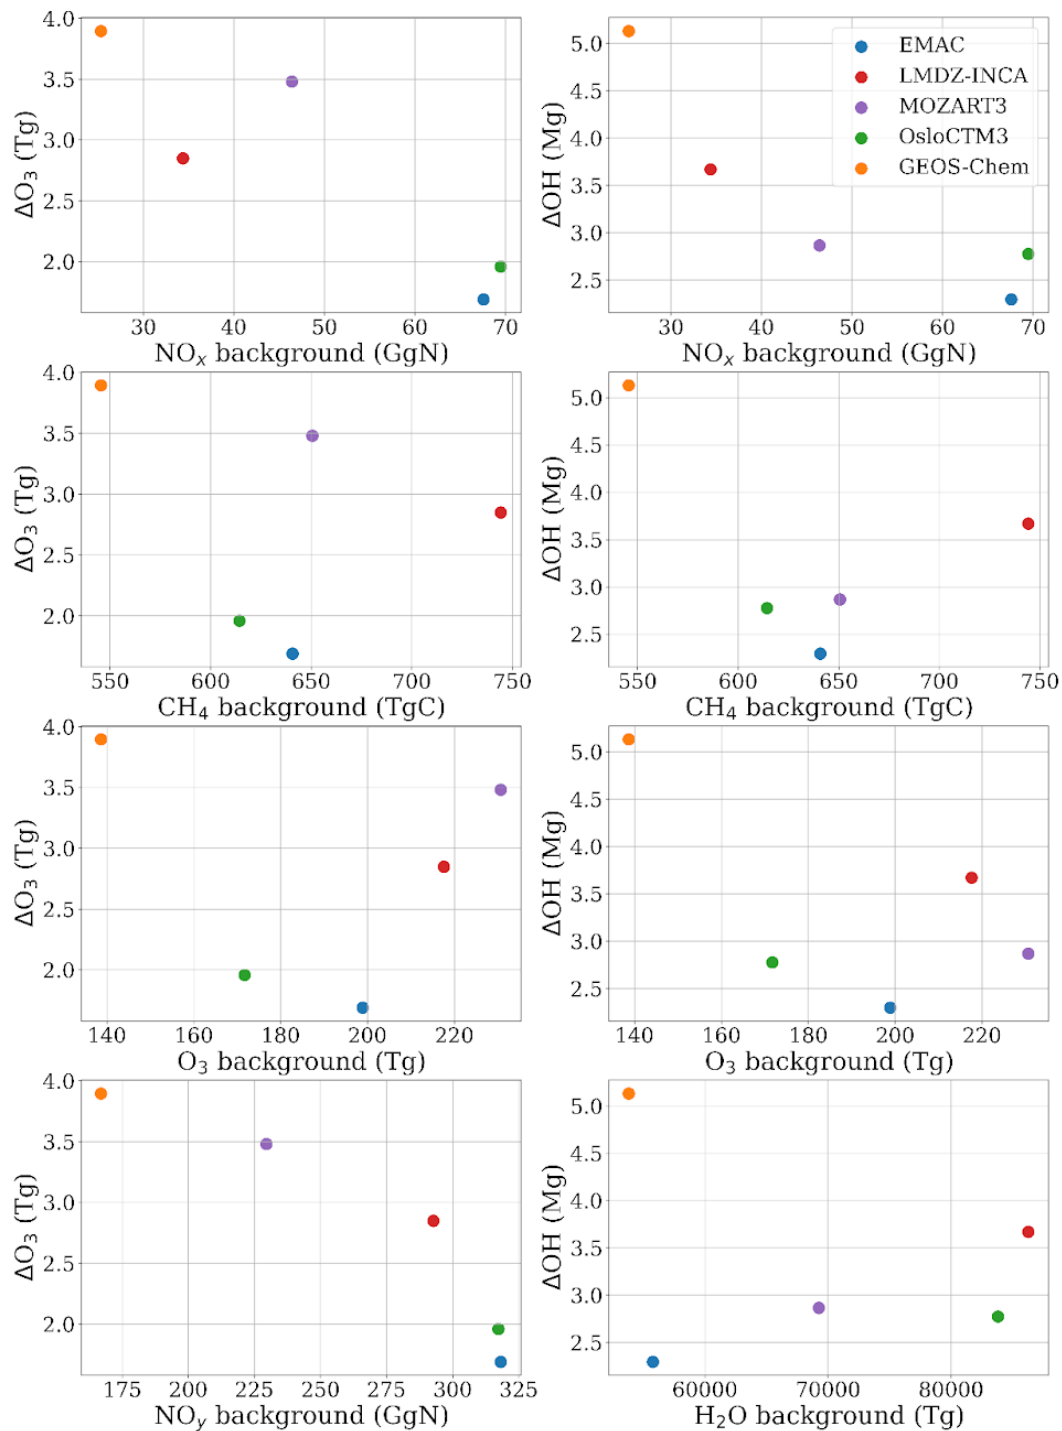 4.0
3.5
3.0
2.5
2.0
ΔO₃ (Tg)
30 40 50 60 70
NOₓ background (GgN)
5.0
4.5
4.0
3.5
3.0
2.5
ΔOH (Mg)
EMAC
LMDZ-INCA
MOZART3
OsloCTM3
GEOS-Chem
30 40 50 60 70
NOₓ background (GgN)
4.0
3.5
3.0
2.5
2.0
ΔO₃ (Tg)
550 600 650 700 750
CH₄ background (TgC)
5.0
4.5
4.0
3.5
3.0
2.5
ΔOH (Mg)
550 600 650 700 750
CH₄ background (TgC)
4.0
3.5
3.0
2.5
2.0
ΔO₃ (Tg)
140 160 180 200 220
O₃ background (Tg)
5.0
4.5
4.0
3.5
3.0
2.5
ΔOH (Mg)
140 160 180 200 220
O₃ background (Tg)
4.0
3.5
3.0
2.5
2.0
ΔO₃ (Tg)
175 200 225 250 275 300 325
NO<sub>y</sub> background (GgN)
5.0
4.5
4.0
3.5
3.0
2.5
ΔOH (Mg)
60000 70000 80000
H₂O background (Tg)